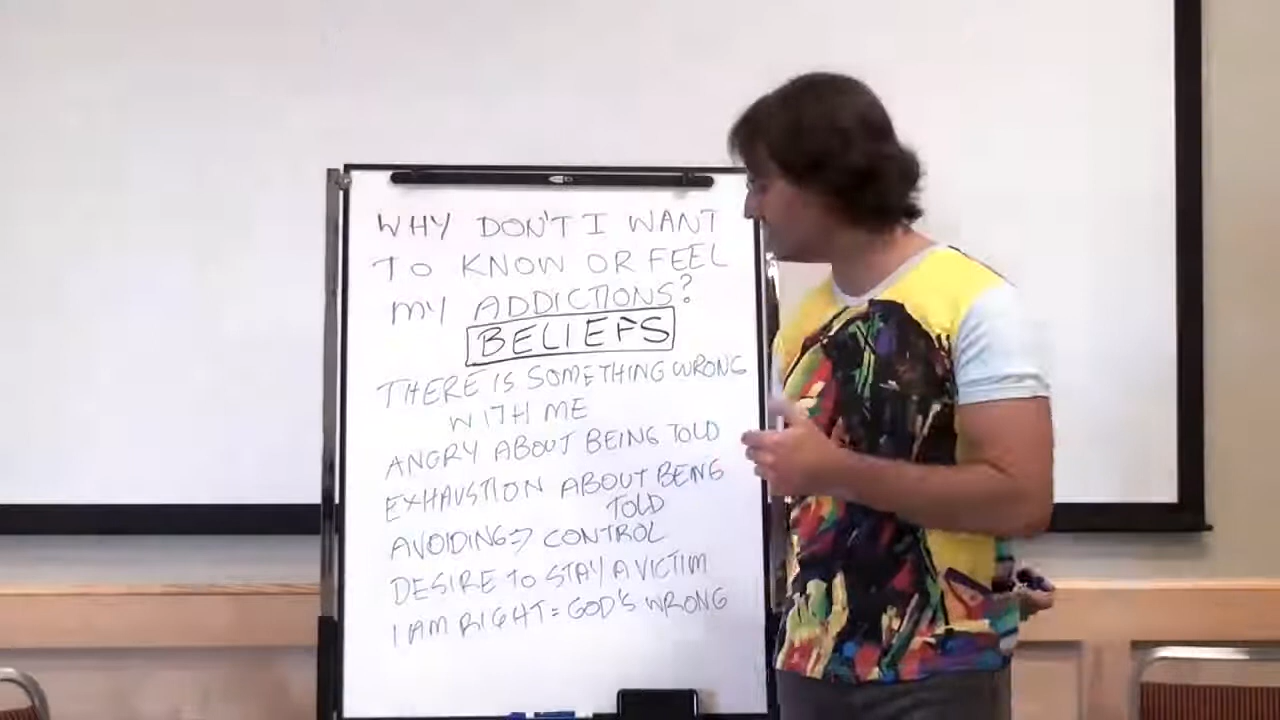 WHY DON'T I WANT
TO KNOW OR FEEL
MY ADDICTIONS?
BELIEFS
THERE IS SOMETHING WRONG
WITH ME
ANGRY ABOUT BEING TOLD
EXHAUSTION ABOUT BEING
TOLD
AVOIDING => CONTROL
DESIRE TO STAY A VICTIM
I AM RIGHT = GOD'S WRONG